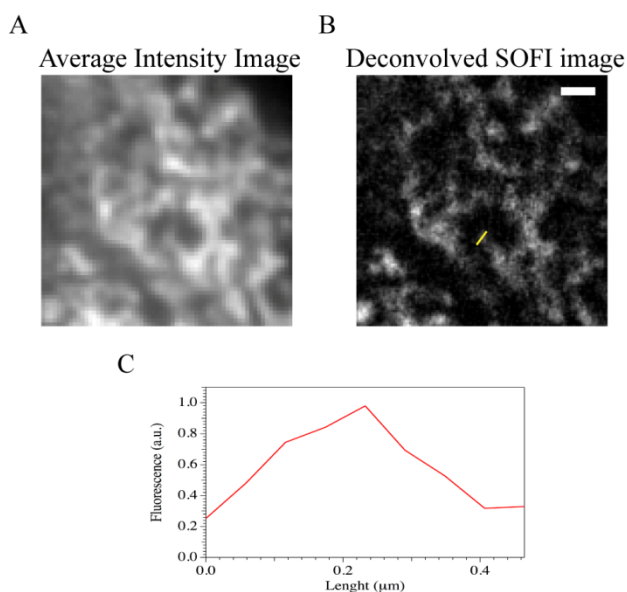 A
Average Intensity Image
B
Deconvolved SOFI image
C
Fluorescence (a.u.)
1.0
0.8
0.6
0.4
0.2
0.0
0.0 0.2 0.4
Lenght (μm)